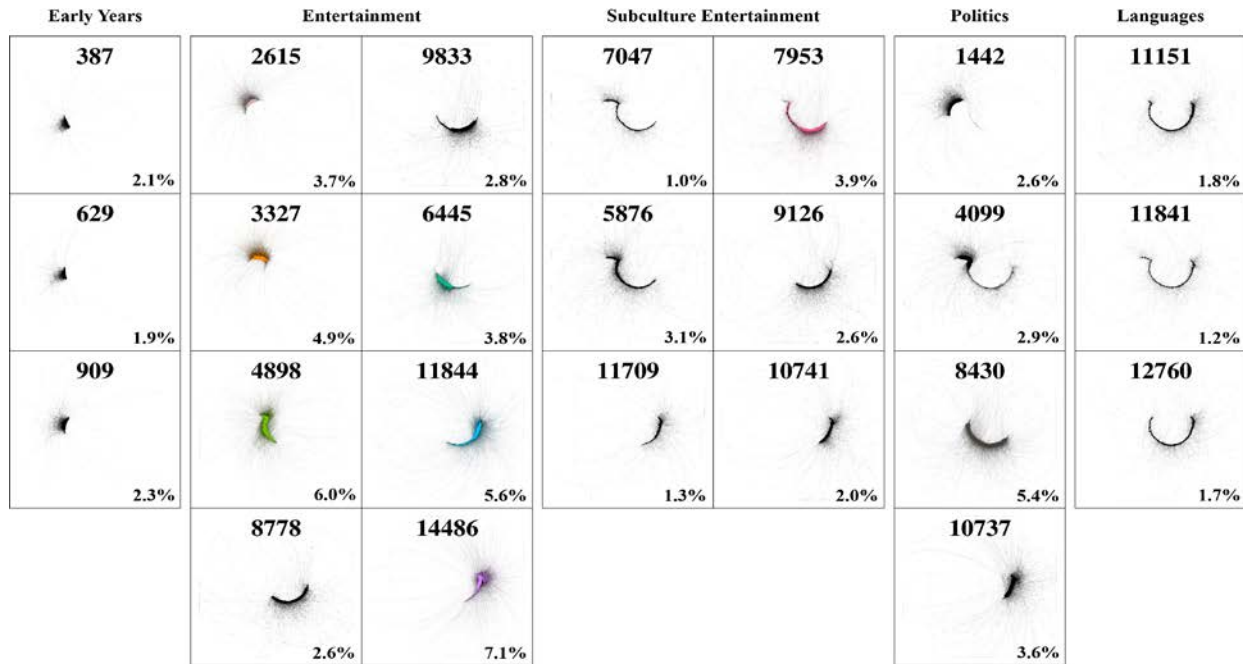 Early Years Entertainment Subculture Entertainment Politics Languages
387 2615 9833 7047 7953 1442 11151
2.1% 3.7% 2.8% 1.0% 3.9% 2.6% 1.8%
629 3327 6445 5876 9126 4099 11841
1.9% 4.9% 3.8% 3.1% 2.6% 2.9% 1.2%
909 4898 11844 11709 10741 8430 12760
2.3% 6.0% 5.6% 1.3% 2.0% 5.4% 1.7%
8778 14486 10737
2.6% 7.1% 3.6%